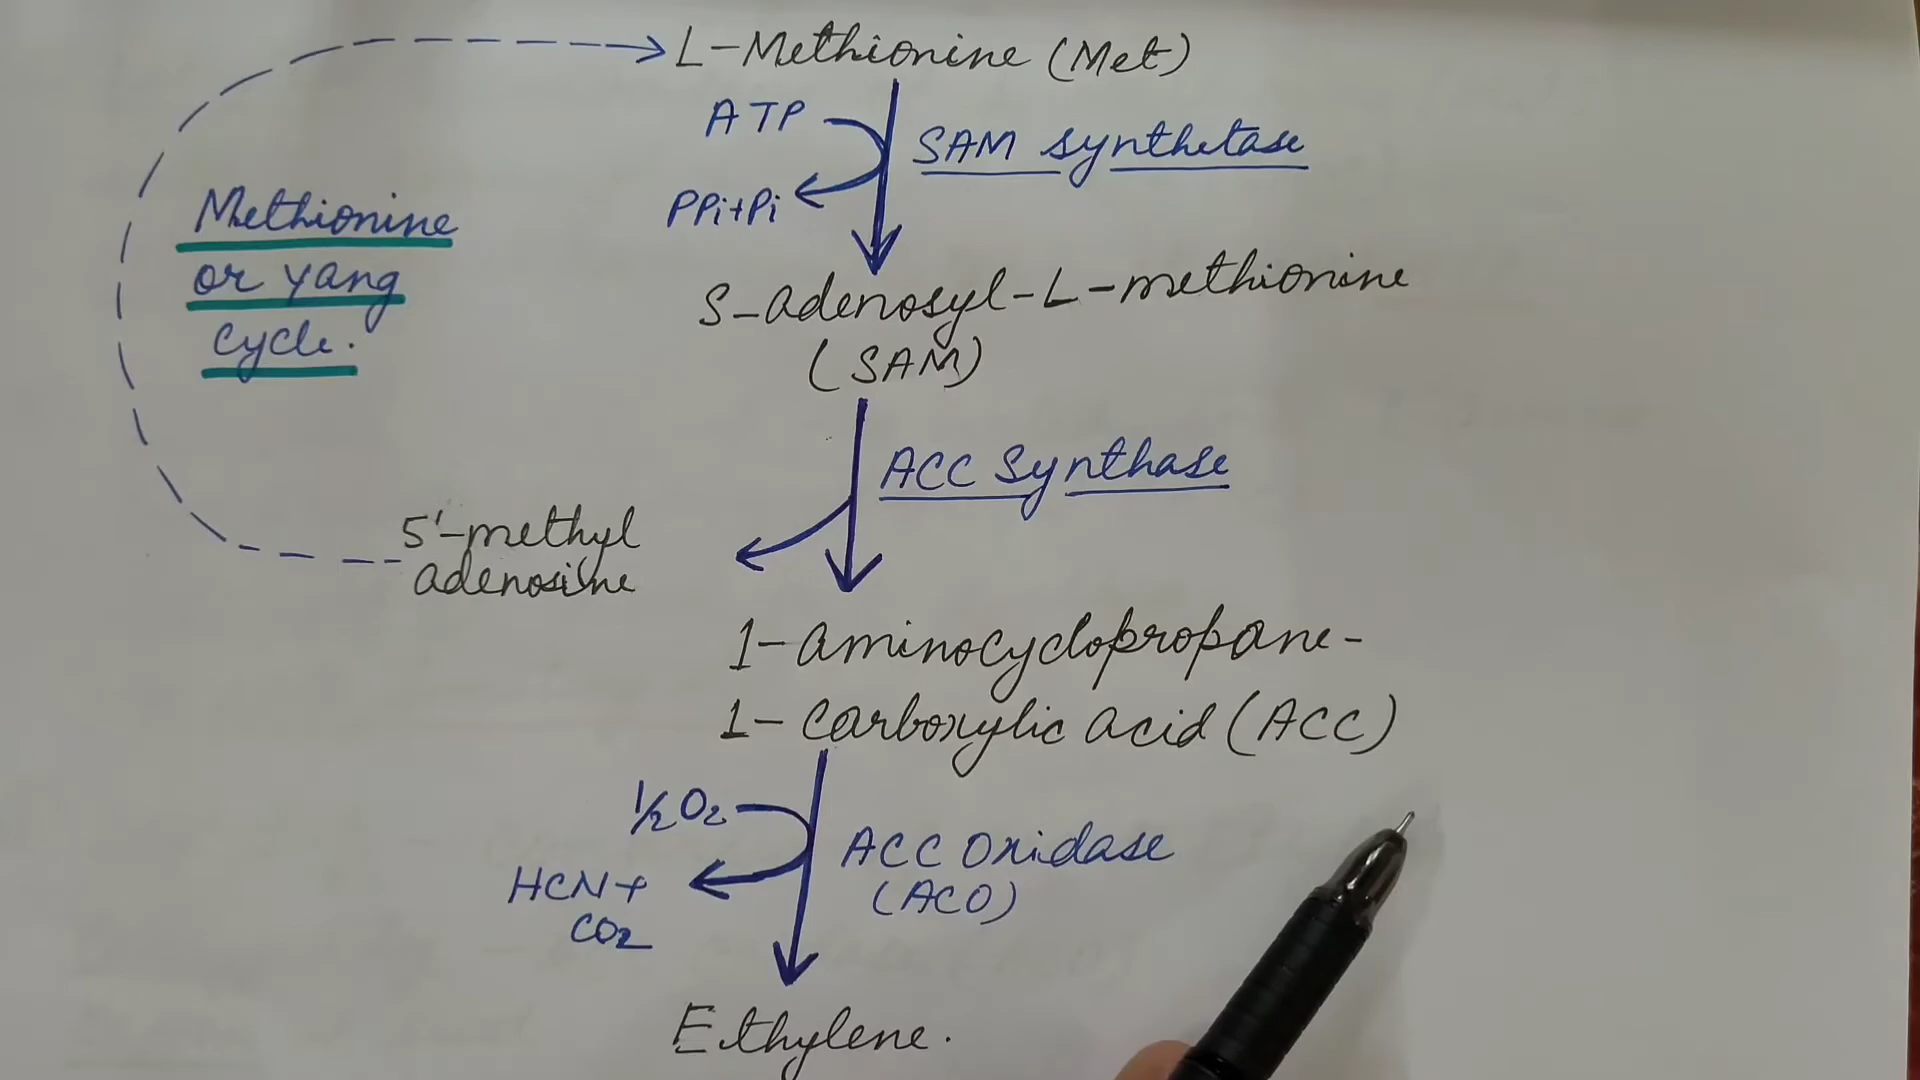 L-Methionine (Met)
ATP
SAM synthetase
PPi+Pi
Methionine
or yang
cycle.
S-adenosyl-L-methionine
(SAM)
ACC Synthase
5'-methyl
adenosine
1-aminocyclopropane-
1-carboxylic acid (ACC)
1/2O2
ACC Oxidase
(ACO)
HCN+
CO2
Ethylene.